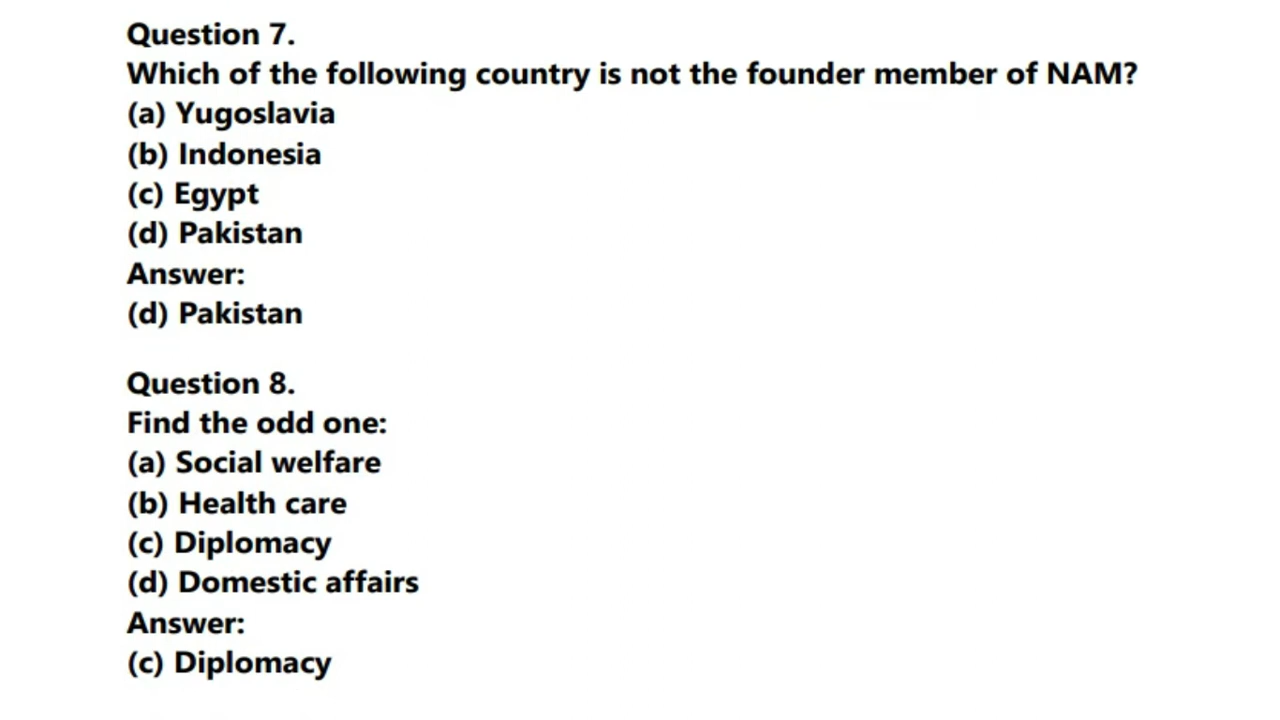 Question 7.
Which of the following country is not the founder member of NAM?
(a) Yugoslavia
(b) Indonesia
(c) Egypt
(d) Pakistan
Answer:
(d) Pakistan
Question 8.
Find the odd one:
(a) Social welfare
(b) Health care
(c) Diplomacy
(d) Domestic affairs
Answer:
(c) Diplomacy